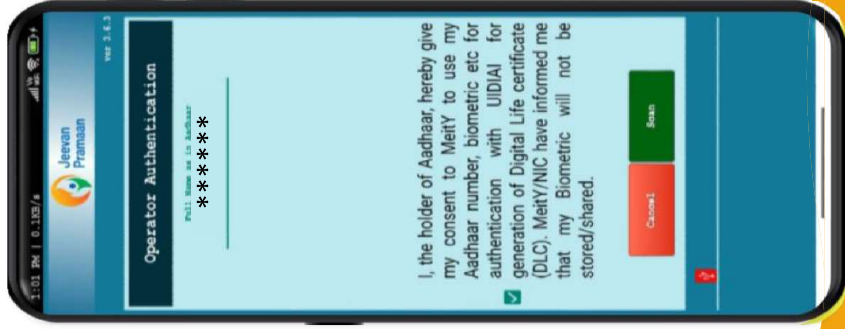 1:01 PM | 0.1KB/s
Jeevan
Pramaan
ver 3.6.3
Operator Authentication
Full Name as in Aadhaar
*******
I, the holder of Aadhaar, hereby give
my consent to MeitY to use my
Aadhaar number, biometric etc for
authentication with UIDIAI for
generation of Digital Life certificate
(DLC). MeitY/NIC have informed me
that my Biometric will not be
stored/shared.
Cancel
Scan